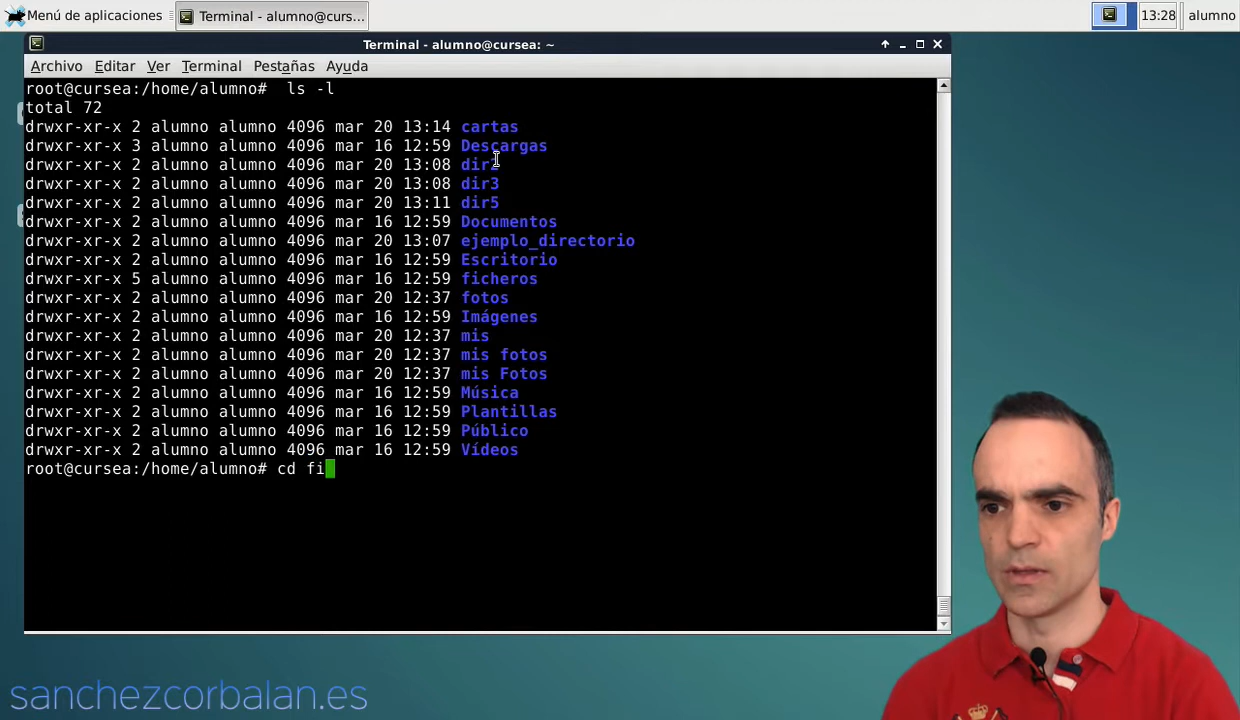 Menú de aplicaciones
Terminal - alumno@curs...
13:28
alumno
Terminal - alumno@cursea: ~
Archivo Editar Ver Terminal Pestañas Ayuda
root@cursea:/home/alumno#  ls -l
total 72
drwxr-xr-x 2 alumno alumno 4096 mar 20 13:14 cartas
drwxr-xr-x 3 alumno alumno 4096 mar 16 12:59 Descargas
drwxr-xr-x 2 alumno alumno 4096 mar 20 13:08 dir2
drwxr-xr-x 2 alumno alumno 4096 mar 20 13:08 dir3
drwxr-xr-x 2 alumno alumno 4096 mar 20 13:11 dir5
drwxr-xr-x 2 alumno alumno 4096 mar 16 12:59 Documentos
drwxr-xr-x 2 alumno alumno 4096 mar 20 13:07 ejemplo_directorio
drwxr-xr-x 2 alumno alumno 4096 mar 16 12:59 Escritorio
drwxr-xr-x 5 alumno alumno 4096 mar 16 12:59 ficheros
drwxr-xr-x 2 alumno alumno 4096 mar 20 12:37 fotos
drwxr-xr-x 2 alumno alumno 4096 mar 16 12:59 Imágenes
drwxr-xr-x 2 alumno alumno 4096 mar 20 12:37 mis
drwxr-xr-x 2 alumno alumno 4096 mar 20 12:37 mis fotos
drwxr-xr-x 2 alumno alumno 4096 mar 20 12:37 mis Fotos
drwxr-xr-x 2 alumno alumno 4096 mar 16 12:59 Música
drwxr-xr-x 2 alumno alumno 4096 mar 16 12:59 Plantillas
drwxr-xr-x 2 alumno alumno 4096 mar 16 12:59 Público
drwxr-xr-x 2 alumno alumno 4096 mar 16 12:59 Vídeos
root@cursea:/home/alumno# cd fi
sanchezcorbalan.es